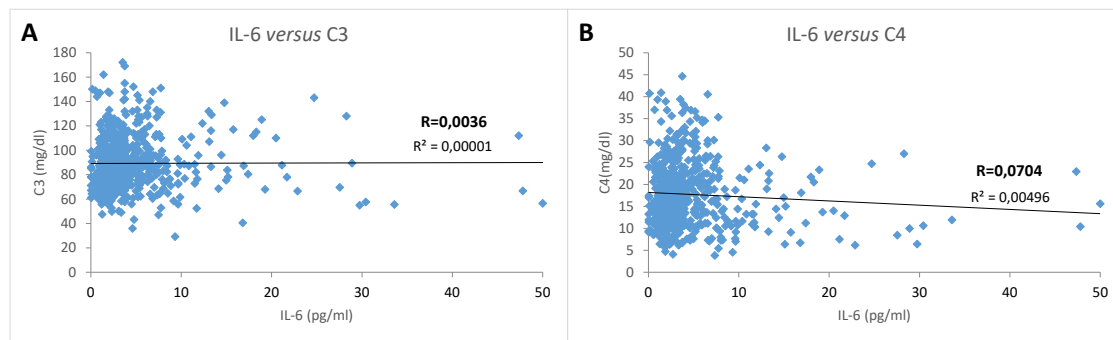 A
IL-6 versus C3
C3 (mg/dl)
180
160
140
120
100
80
60
40
20
0
R=0,0036
R² = 0,00001
0 10 20 30 40 50
IL-6 (pg/ml)
B
IL-6 versus C4
C4(mg/dl)
50
45
40
35
30
25
20
15
10
5
0
R=0,0704
R² = 0,00496
0 10 20 30 40 50
IL-6 (pg/ml)